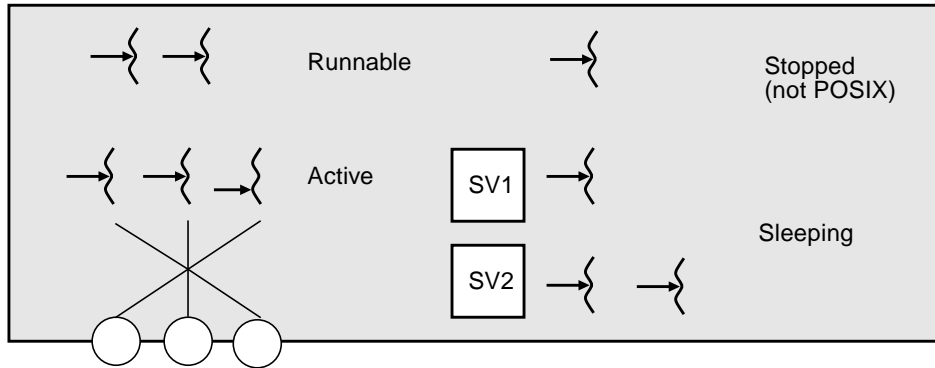 Runnable
Stopped
(not POSIX)
Active
SV1
Sleeping
SV2